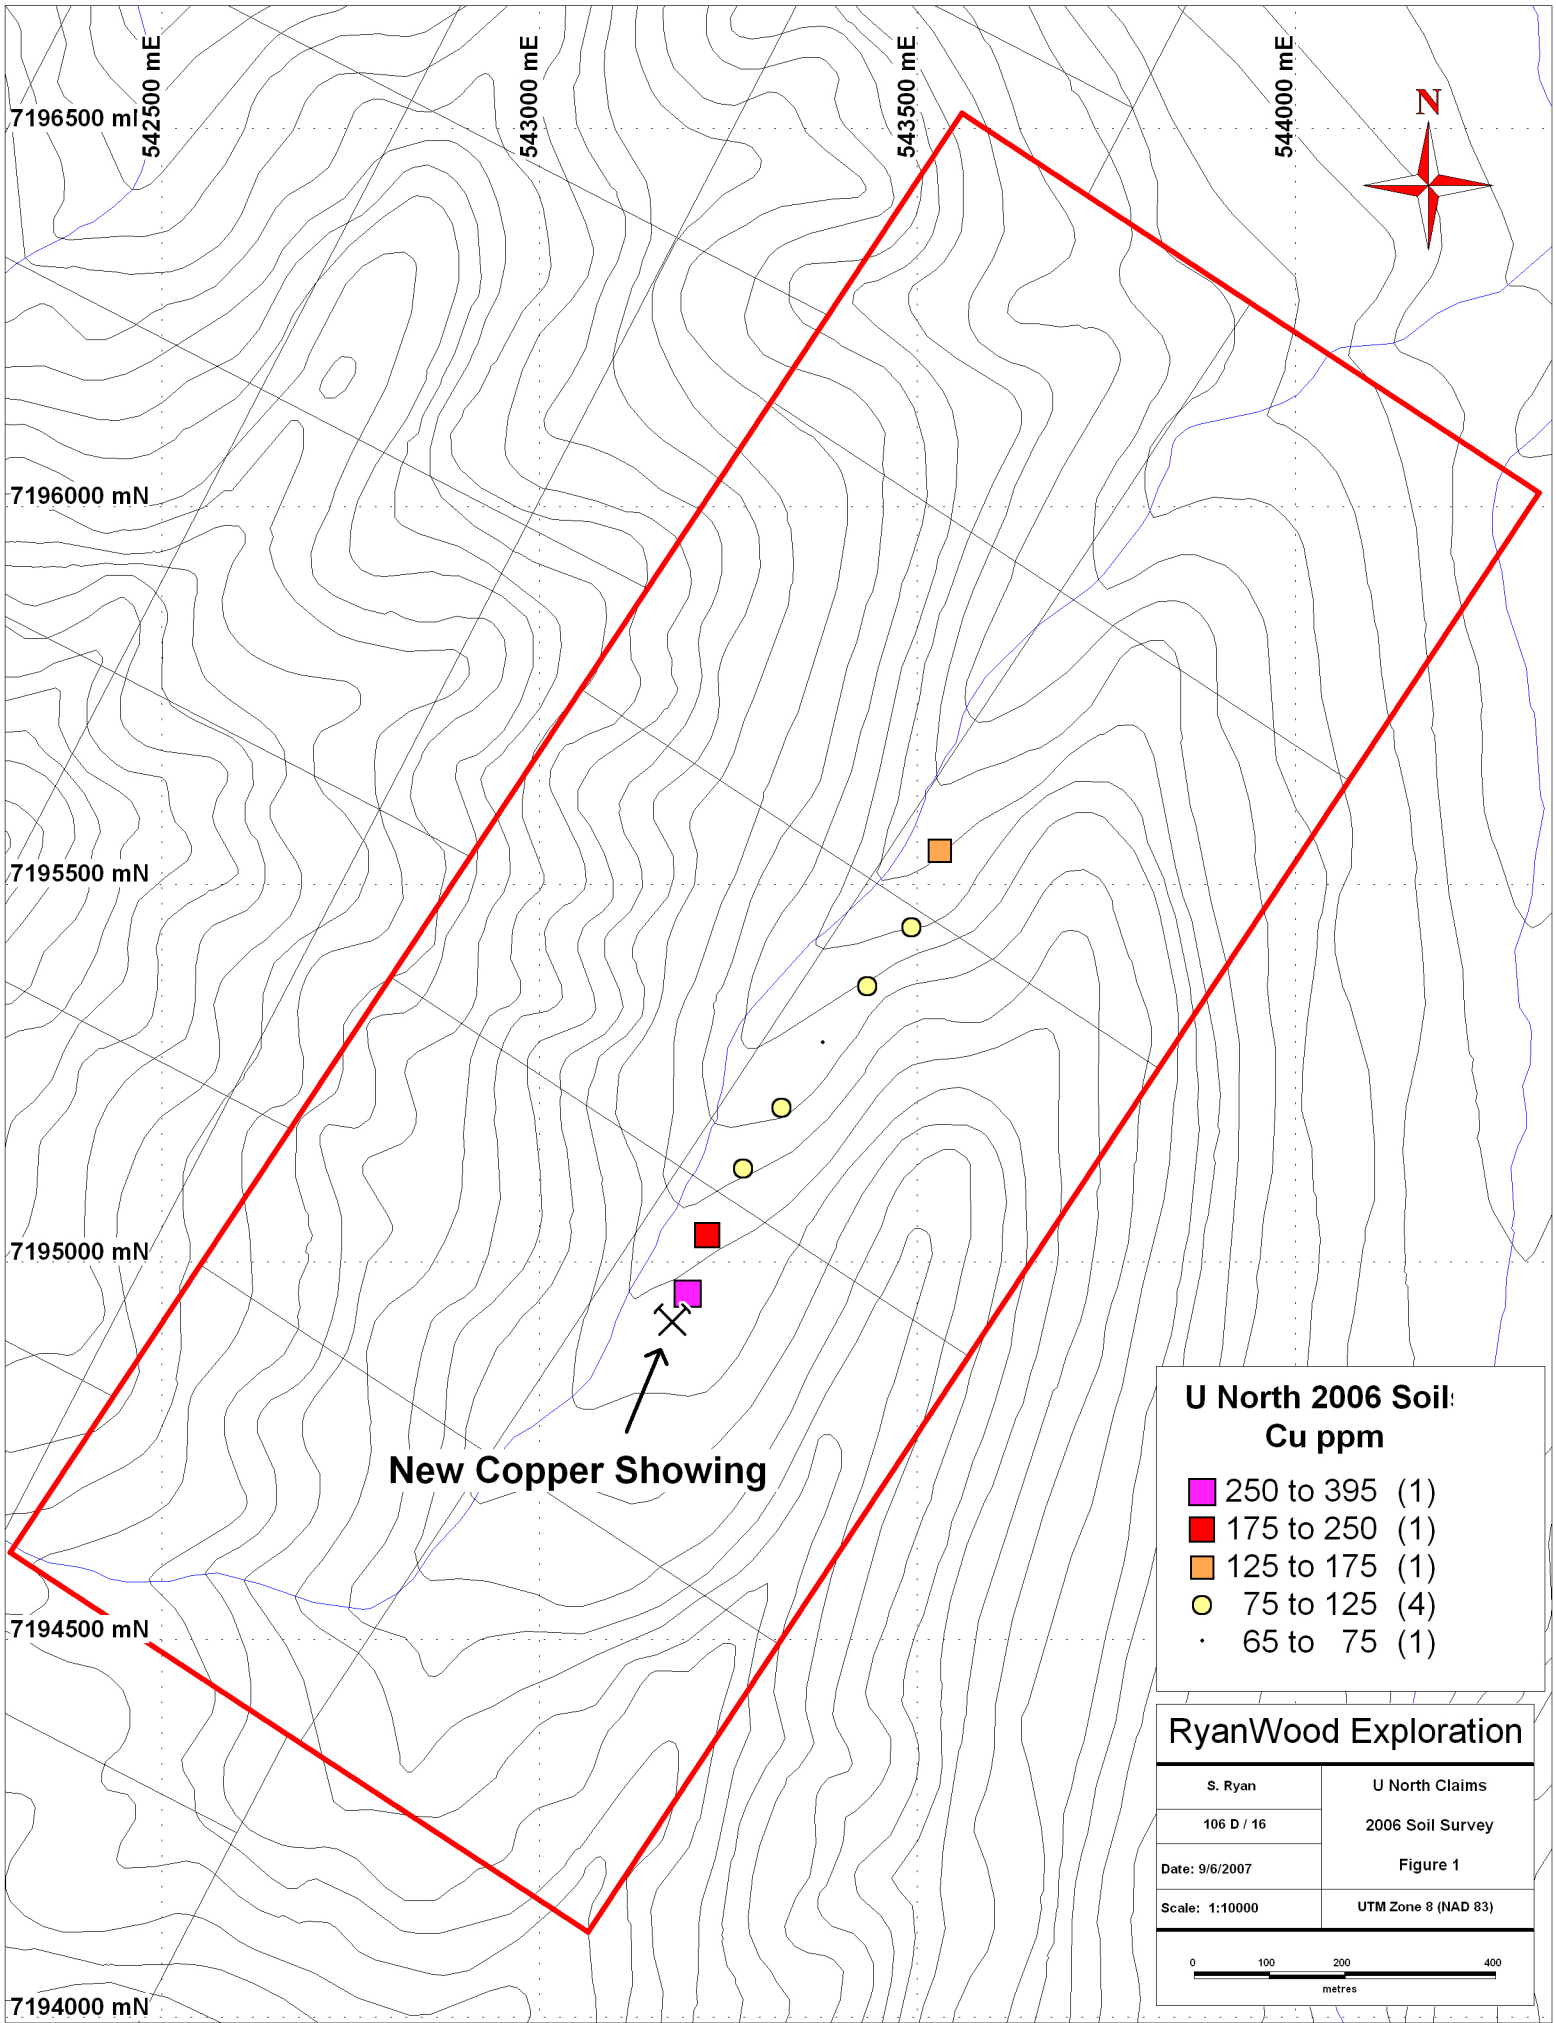 542500 mE
543000 mE
543500 mE
544000 mE
N
7196500 m
7196000 mN
7195500 mN
7195000 mN
New Copper Showing
7194500 mN
7194000 mN
U North 2006 Soil
Cu ppm
250 to 395 (1)
175 to 250 (1)
125 to 175 (1)
75 to 125 (4)
65 to 75 (1)
RyanWood Exploration
S. Ryan
U North Claims
106 D / 16
2006 Soil Survey
Date: 9/6/2007
Figure 1
Scale: 1:10000
UTM Zone 8 (NAD 83)
0 100 200 400
metres